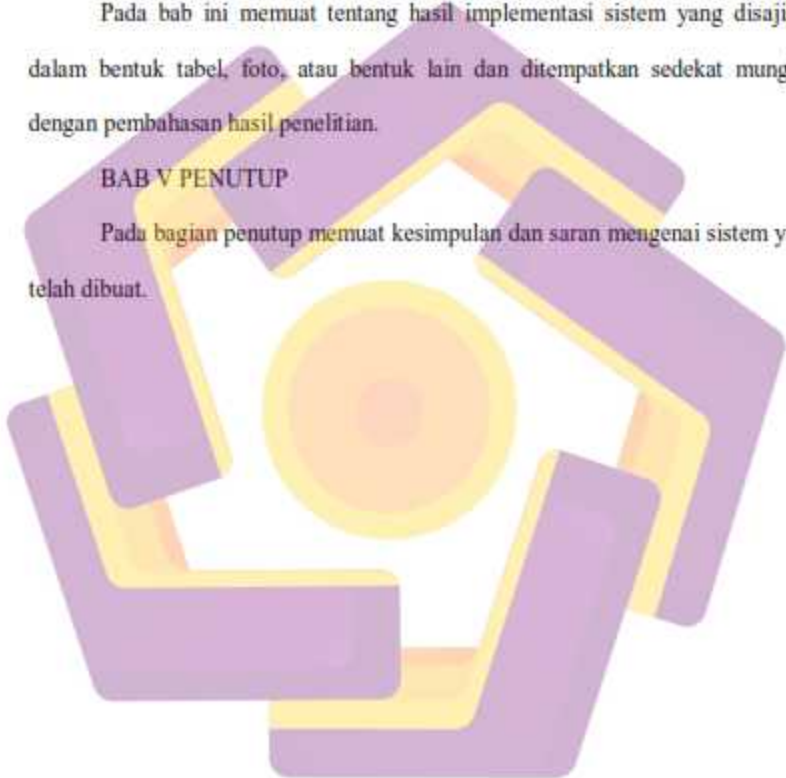 Pada bab ini memuat tentang hasil implementasi sistem yang disaji
dalam bentuk tabel, foto, atau bentuk lain dan ditempatkan sedekat mung
dengan pembahasan hasil penelitian.
BAB V PENUTUP
Pada bagian penutup memuat kesimpulan dan saran mengenai sistem y
telah dibuat.